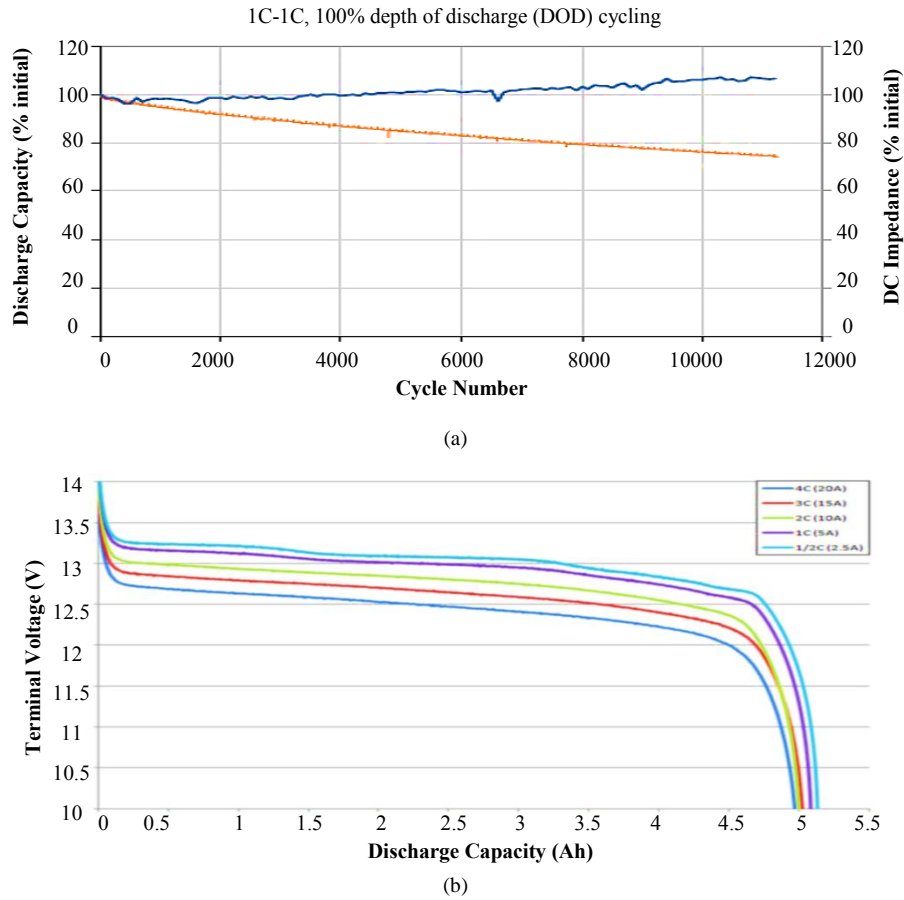 1C-1C, 100% depth of discharge (DOD) cycling
Discharge Capacity (% initial)
120
100
80
60
40
20
0
120
100
80
60
40
20
0
DC Impedance (% initial)
0 2000 4000 6000 8000 10000 12000
Cycle Number
(a)
Terminal Voltage (V)
14
13.5
13
12.5
12
11.5
11
10.5
10
4C (20A)
3C (15A)
2C (10A)
1C (5A)
1/2C (2.5A)
0 0.5 1 1.5 2 2.5 3 3.5 4 4.5 5 5.5
Discharge Capacity (Ah)
(b)